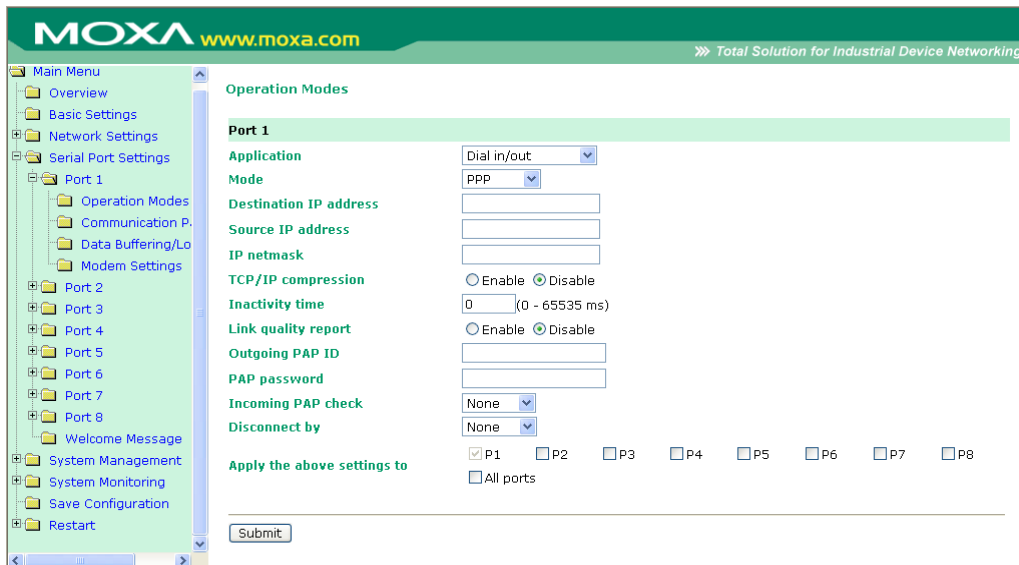 MOXA www.moxa.com
Total Solution for Industrial Device Networking
Main Menu
Overview
Basic Settings
Network Settings
Serial Port Settings
Port 1
Operation Modes
Communication Pa
Data Buffering/Lo
Modem Settings
Port 2
Port 3
Port 4
Port 5
Port 6
Port 7
Port 8
Welcome Message
System Management
System Monitoring
Save Configuration
Restart
Operation Modes
Port 1
Application Dial in/out
Mode PPP
Destination IP address
Source IP address
IP netmask
TCP/IP compression Enable Disable
Inactivity time 0 (0 - 65535 ms)
Link quality report Enable Disable
Outgoing PAP ID
PAP password
Incoming PAP check None
Disconnect by None
Apply the above settings to P1 P2 P3 P4 P5 P6 P7 P8
All ports
Submit